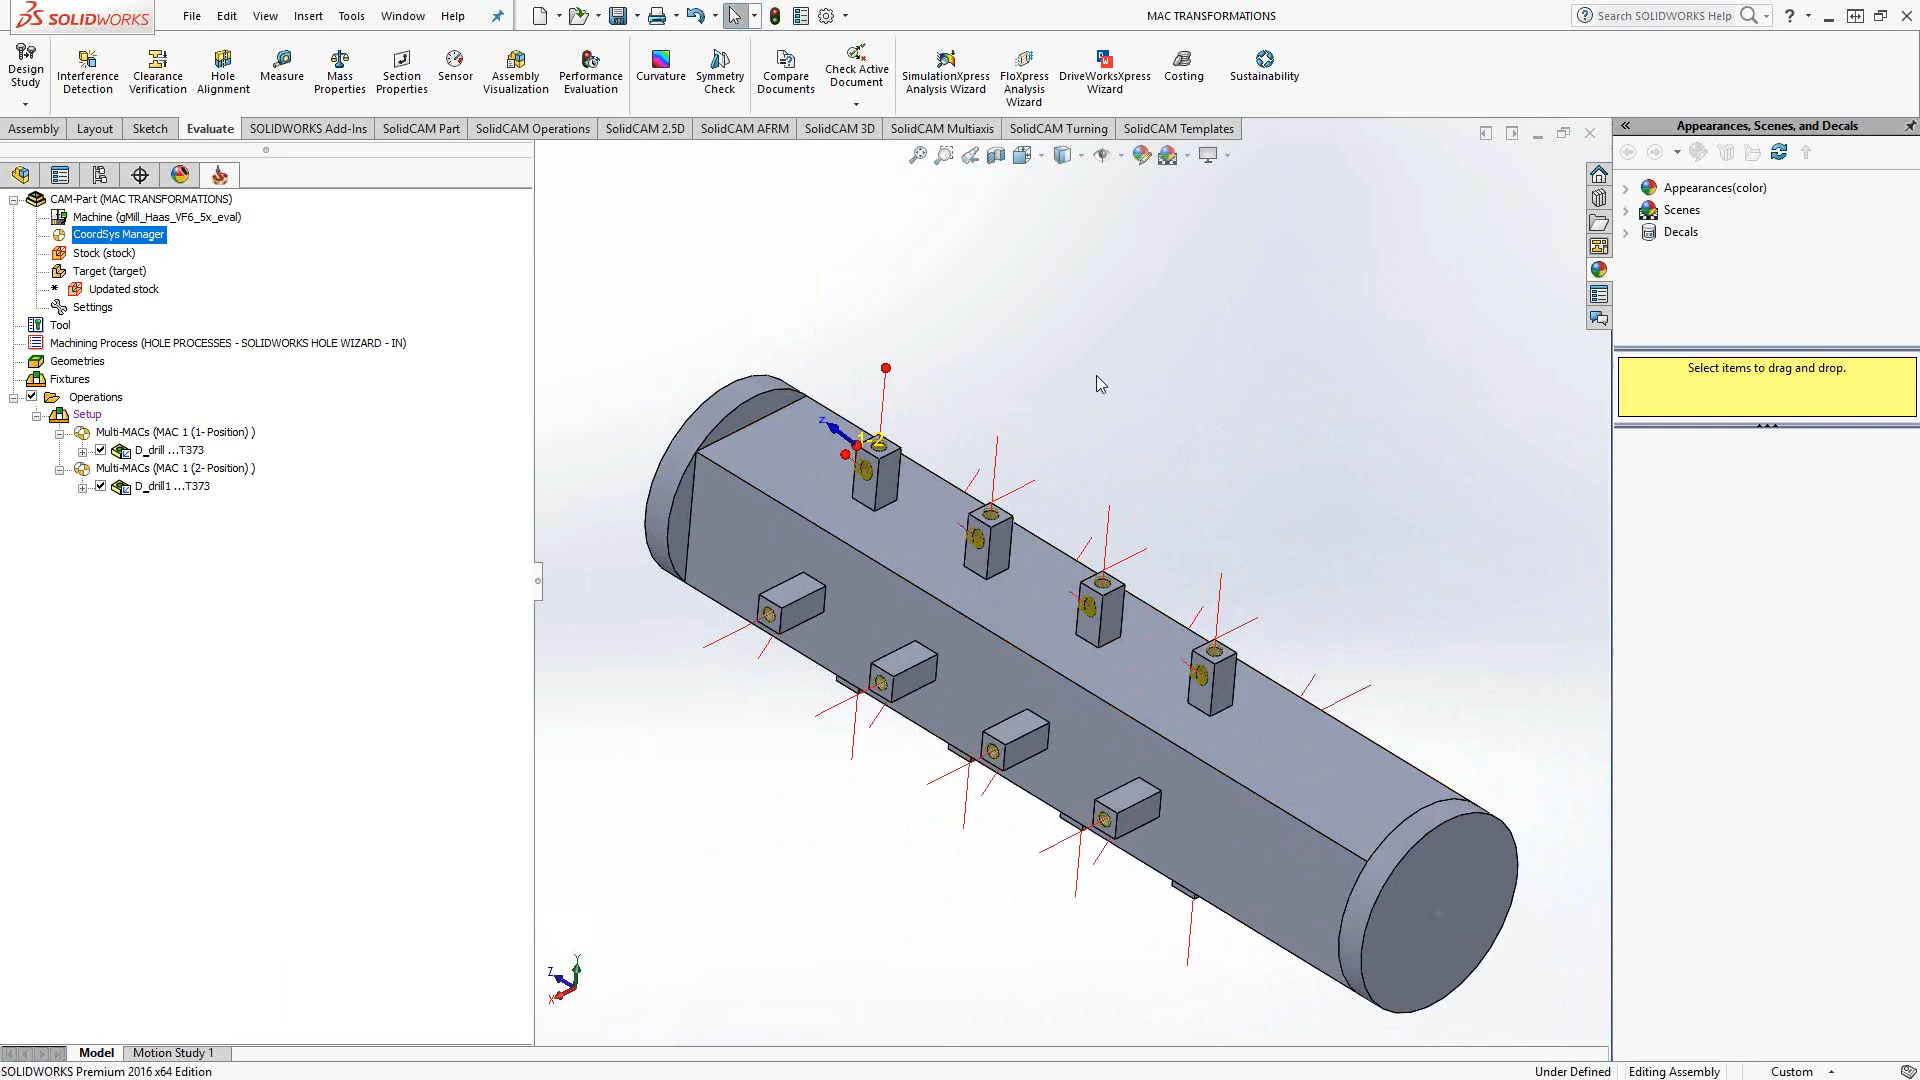 SOLIDWORKS
File Edit View Insert Tools Window Help
MAC TRANSFORMATIONS
Search SOLIDWORKS Help
Design Study
Interference Detection
Clearance Verification
Hole Alignment
Measure
Mass Properties
Section Properties
Sensor
Assembly Visualization
Performance Evaluation
Curvature
Symmetry Check
Compare Documents
Check Active Document
SimulationXpress Analysis Wizard
FloXpress Analysis Wizard
DriveWorksXpress Wizard
Costing
Sustainability
Assembly Layout Sketch Evaluate SOLIDWORKS Add-Ins SolidCAM Part SolidCAM Operations SolidCAM 2.5D SolidCAM AFRM SolidCAM 3D SolidCAM Multiaxis SolidCAM Turning SolidCAM Templates
Appearances, Scenes, and Decals
Appearances(color)
Scenes
Decals
Select items to drag and drop.
CAM-Part (MAC TRANSFORMATIONS)
Machine (gMill_Haas_VF6_5x_eval)
CoordSys Manager
Stock (stock)
Target (target)
* Updated stock
Settings
Tool
Machining Process (HOLE PROCESSES - SOLIDWORKS HOLE WIZARD - IN)
Geometries
Fixtures
Operations
Setup
Multi-MACs (MAC 1 (1- Position) )
D_drill ...T373
Multi-MACs (MAC 1 (2- Position) )
D_drill1 ...T373
Z
1-2
Y
Z
X
Model Motion Study 1
SOLIDWORKS Premium 2016 x64 Edition
Under Defined Editing Assembly Custom